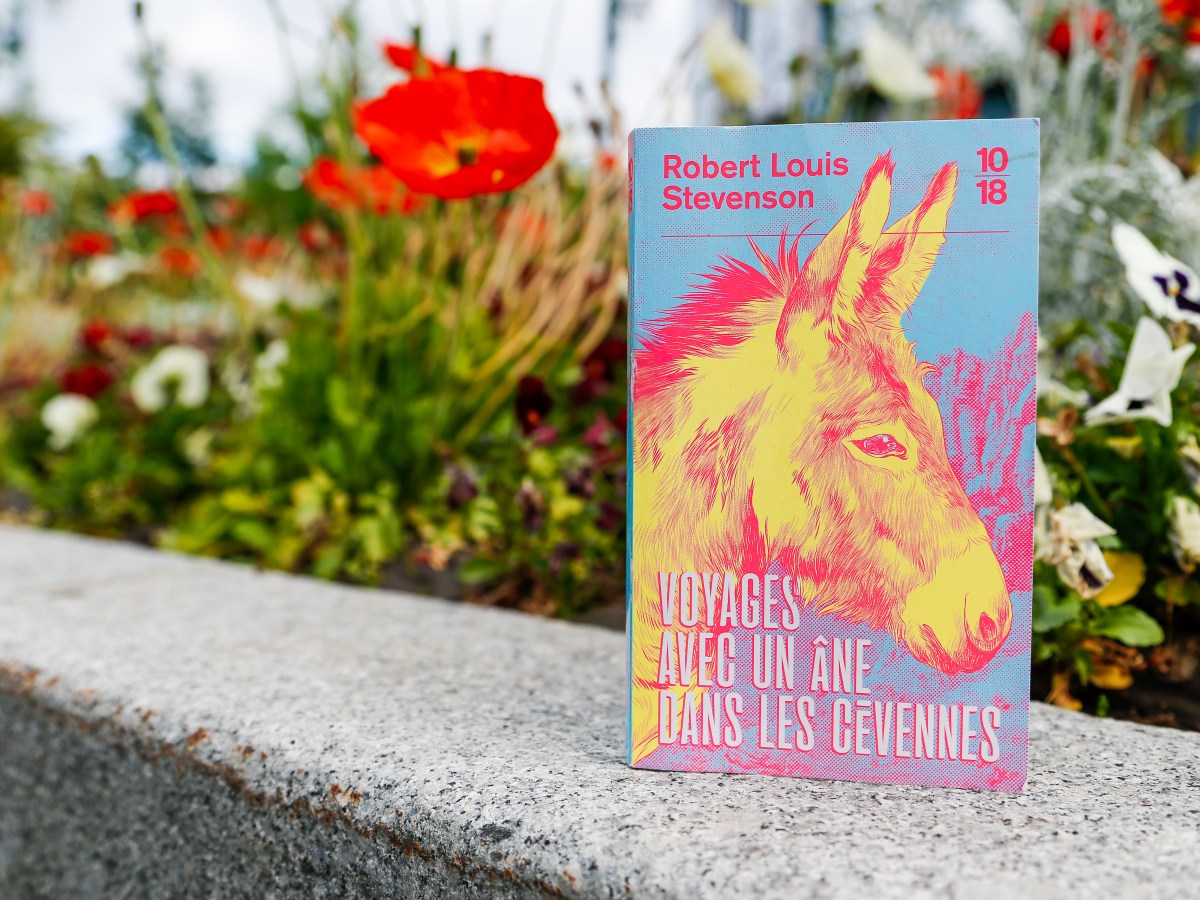 Robert Louis
Stevenson
10
18
VOYAGES
AVEC UN ÂNE
DANS LES CÉVENNES